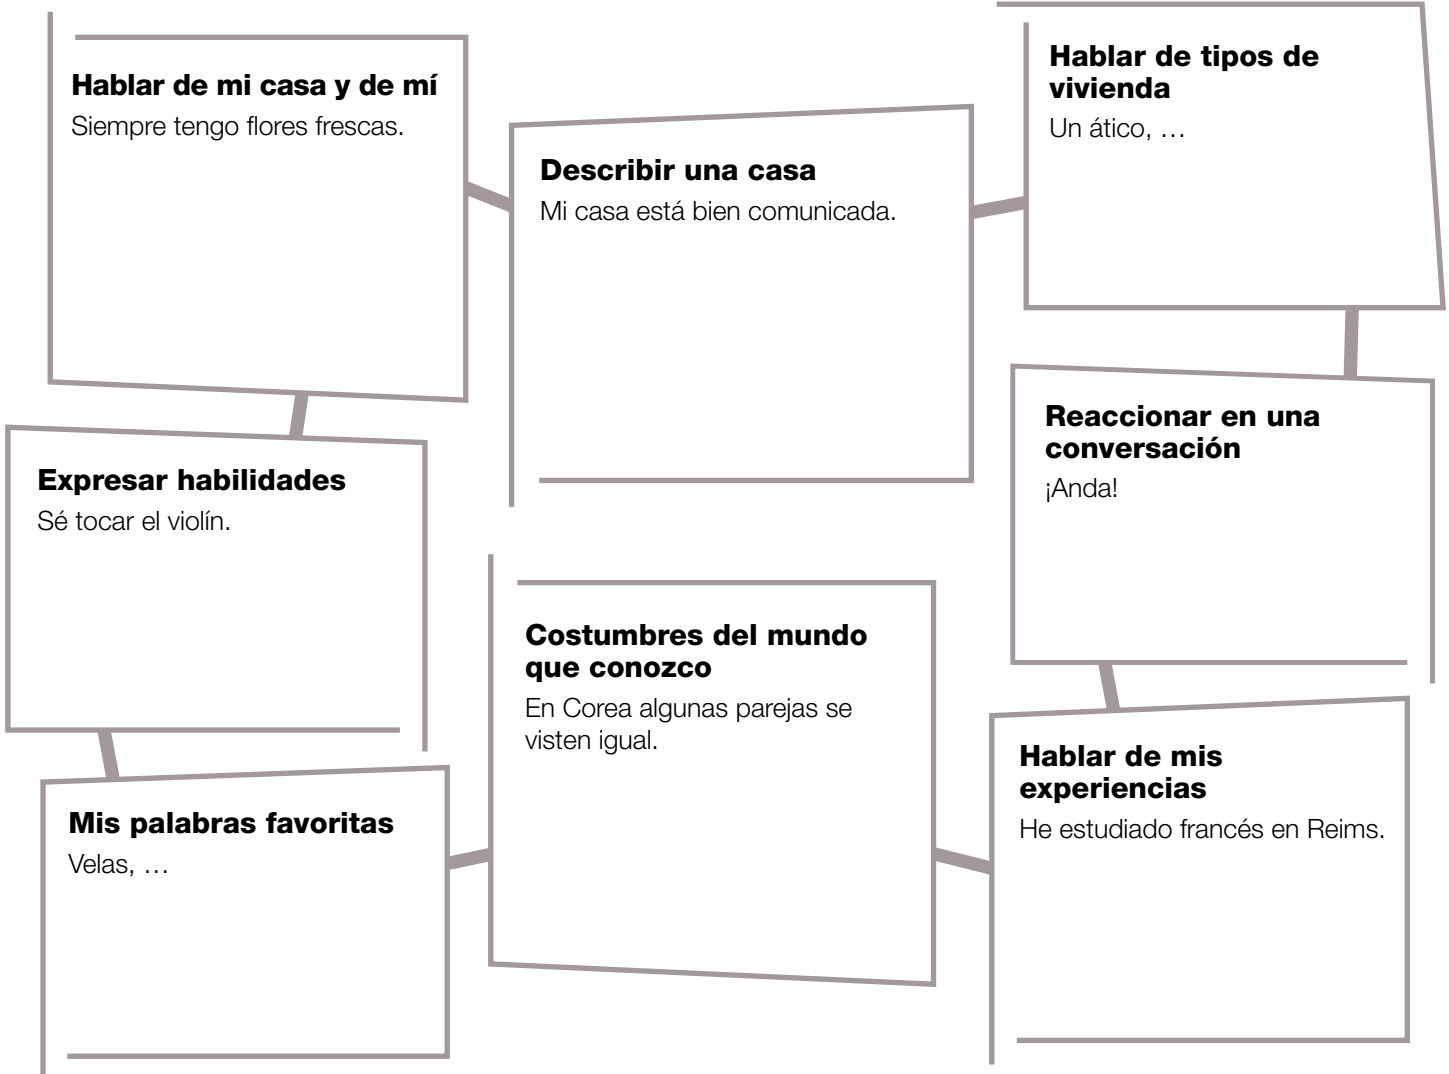 Hablar de mi casa y de mí
Siempre tengo flores frescas.
Describir una casa
Mi casa está bien comunicada.
Hablar de tipos de
vivienda
Un ático, …
Expresar habilidades
Sé tocar el violín.
Reaccionar en una
conversación
¡Anda!
Costumbres del mundo
que conozco
En Corea algunas parejas se
visten igual.
Mis palabras favoritas
Velas, …
Hablar de mis
experiencias
He estudiado francés en Reims.